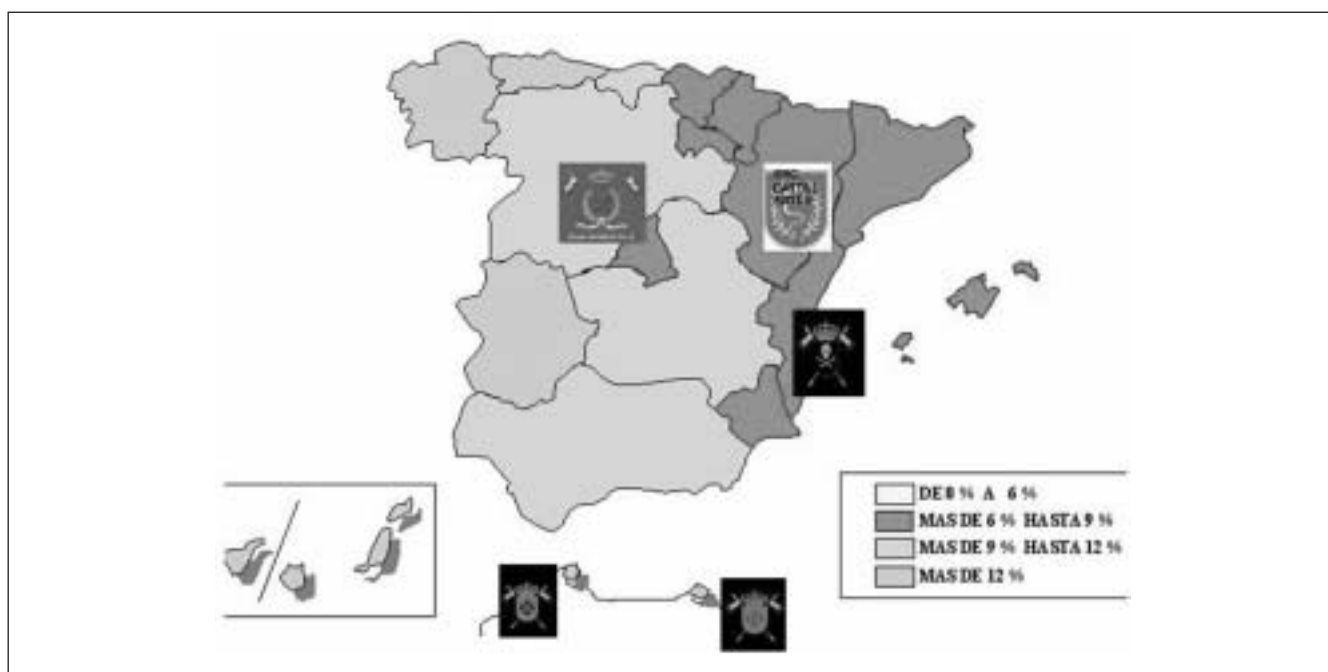 DE 0 % A 6 %
MAS DE 6 % HASTA 9 %
MAS DE 9 % HASTA 12 %
MAS DE 12 %